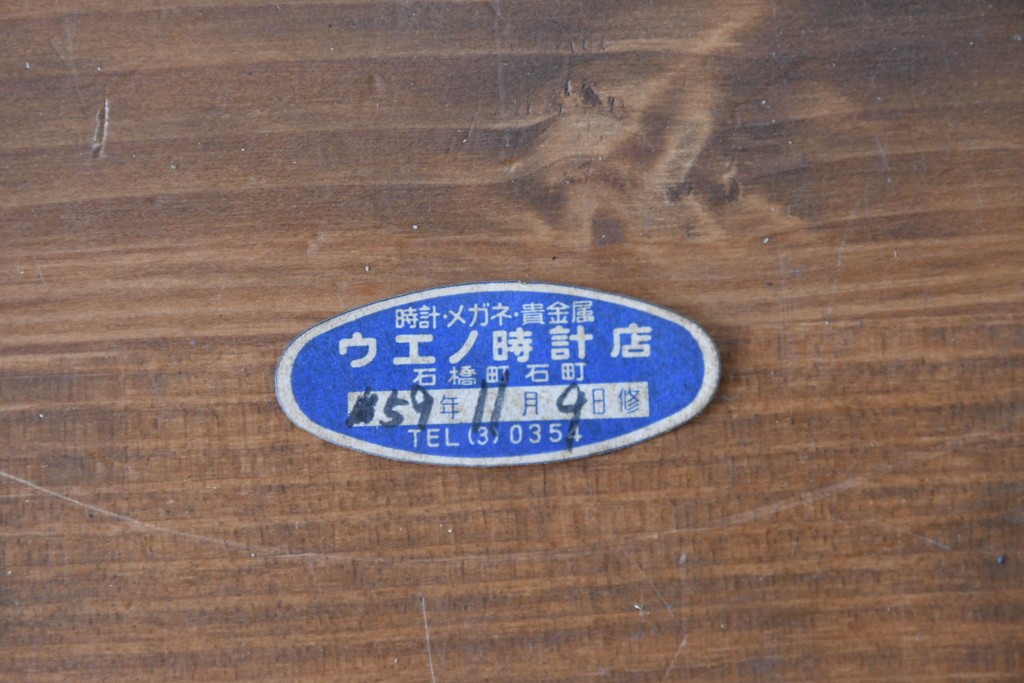 時計・メガネ・貴金属
ウエノ時計店
石橋町石町
59年11月9日修
TEL(3)0354